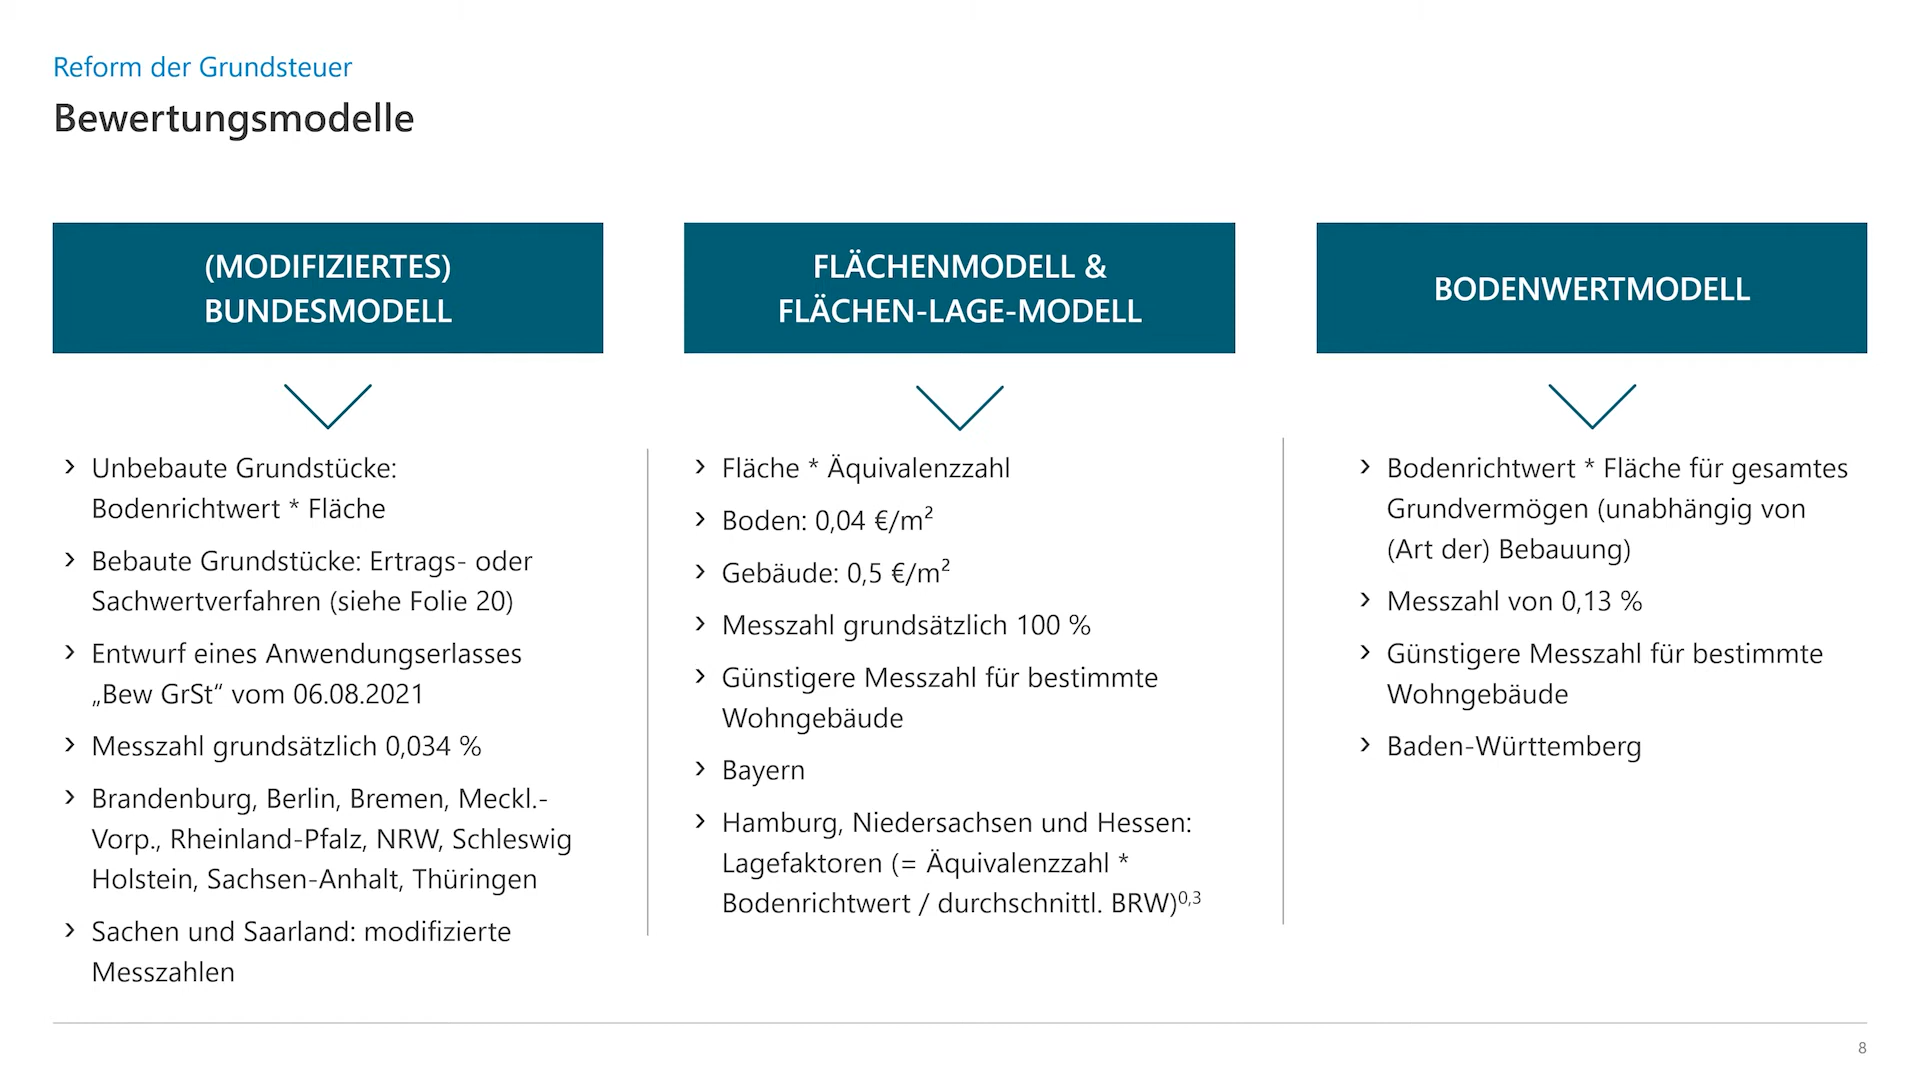 Reform der Grundsteuer
Bewertungsmodelle
(MODIFIZIERTES)
BUNDESMODELL
› Unbebaute Grundstücke:
Bodenrichtwert * Fläche
› Bebaute Grundstücke: Ertrags- oder
Sachwertverfahren (siehe Folie 20)
› Entwurf eines Anwendungserlasses
„Bew GrSt“ vom 06.08.2021
› Messzahl grundsätzlich 0,034 %
› Brandenburg, Berlin, Bremen, Meckl.-
Vorp., Rheinland-Pfalz, NRW, Schleswig
Holstein, Sachsen-Anhalt, Thüringen
› Sachen und Saarland: modifizierte
Messzahlen
FLÄCHENMODELL &
FLÄCHEN-LAGE-MODELL
› Fläche * Äquivalenzzahl
› Boden: 0,04 €/m²
› Gebäude: 0,5 €/m²
› Messzahl grundsätzlich 100 %
› Günstigere Messzahl für bestimmte
Wohngebäude
› Bayern
› Hamburg, Niedersachsen und Hessen:
Lagefaktoren (= Äquivalenzzahl *
Bodenrichtwert / durchschnittl. BRW)⁰,³
BODENWERTMODELL
› Bodenrichtwert * Fläche für gesamtes
Grundvermögen (unabhängig von
(Art der) Bebauung)
› Messzahl von 0,13 %
› Günstigere Messzahl für bestimmte
Wohngebäude
› Baden-Württemberg
8